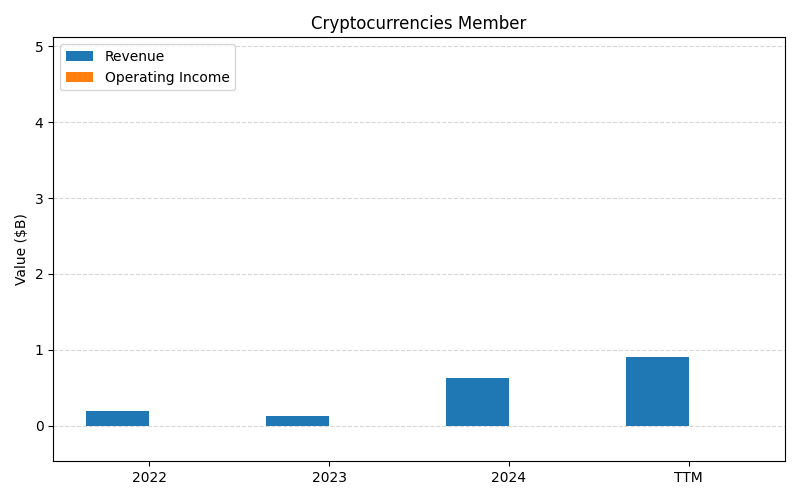 Cryptocurrencies Member
Revenue
Operating Income
Value ($B)
5
4
3
2
1
0
2022
2023
2024
TTM